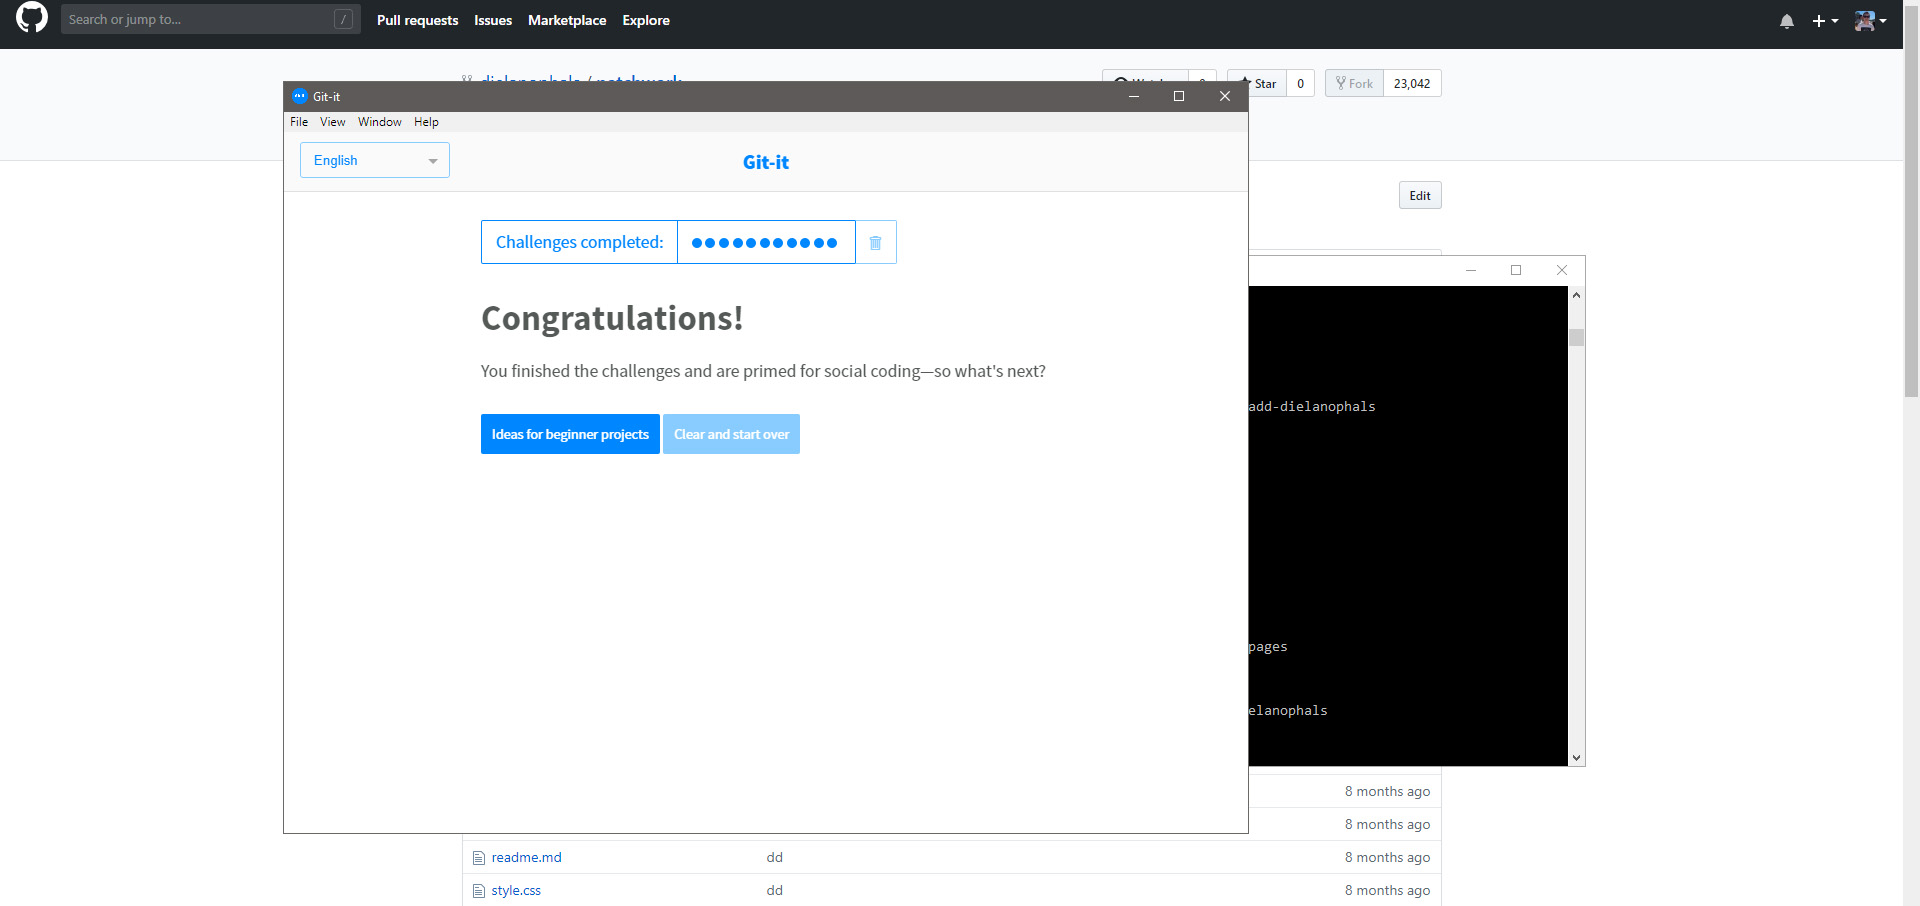 Search or jump to... /
Pull requests Issues Marketplace Explore
dielanophals / patchwork
Watch
Star 0
Fork 23,042
Git-it
File View Window Help
English
Git-it
Edit
Challenges completed:
Congratulations!
You finished the challenges and are primed for social coding—so what's next?
Ideas for beginner projects Clear and start over
add-dielanophals
pages
elanophals
8 months ago
8 months ago
readme.md dd 8 months ago
style.css dd 8 months ago